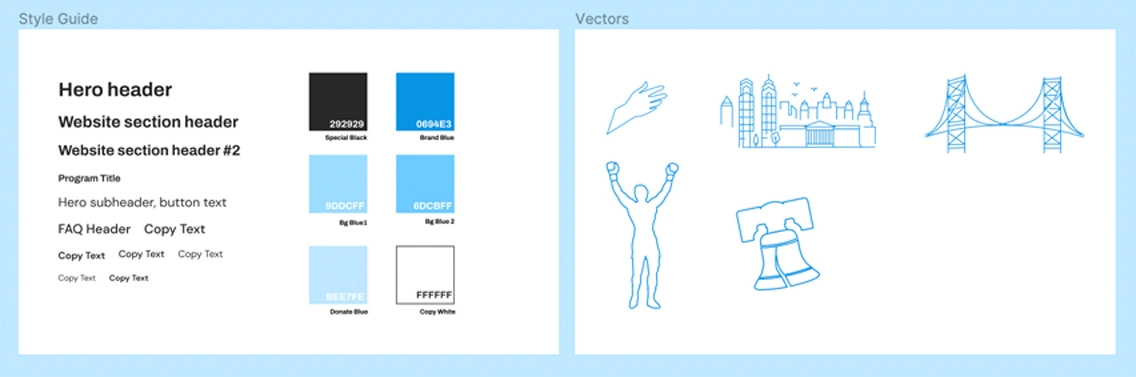 Style Guide
Vectors
Hero header
Website section header
Website section header #2
Program Title
Hero subheader, button text
FAQ Header Copy Text
Copy Text Copy Text Copy Text
Copy Text Copy Text
292929
Special Black
0694E3
Brand Blue
9DDCFF
Bg Blue1
6DCBFF
Bg Blue 2
BEE7FE
Donate Blue
FFFFFF
Copy White